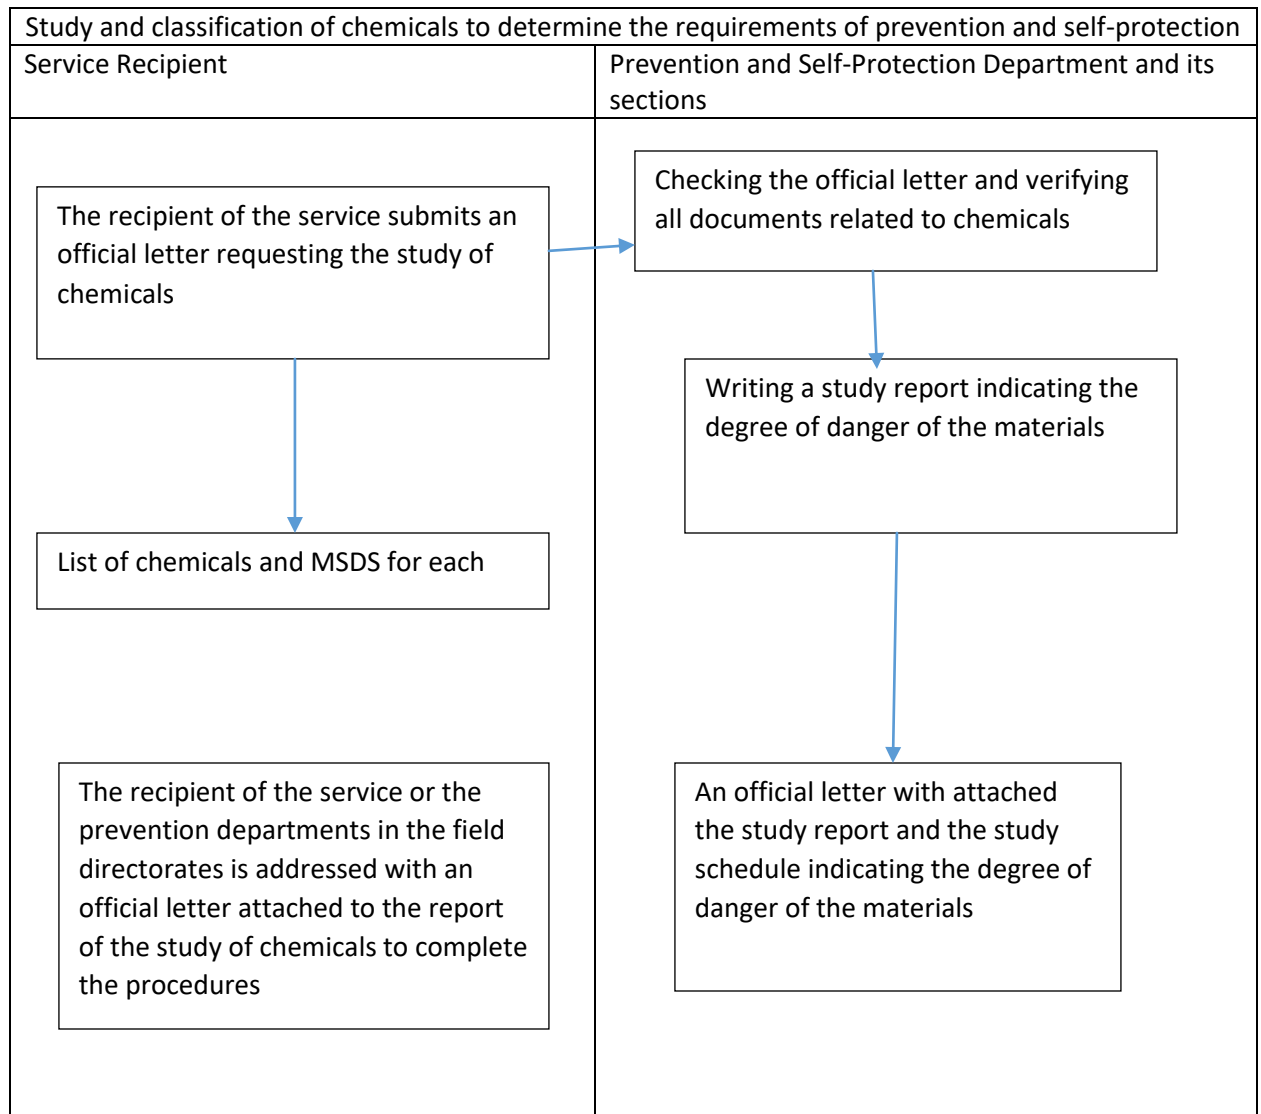 Study and classification of chemicals to determine the requirements of prevention and self-protection
Service Recipient
Prevention and Self-Protection Department and its
sections
The recipient of the service submits an
official letter requesting the study of
chemicals
Checking the official letter and verifying
all documents related to chemicals
Writing a study report indicating the
degree of danger of the materials
List of chemicals and MSDS for each
The recipient of the service or the
prevention departments in the field
directorates is addressed with an
official letter attached to the report
of the study of chemicals to complete
the procedures
An official letter with attached
the study report and the study
schedule indicating the degree of
danger of the materials